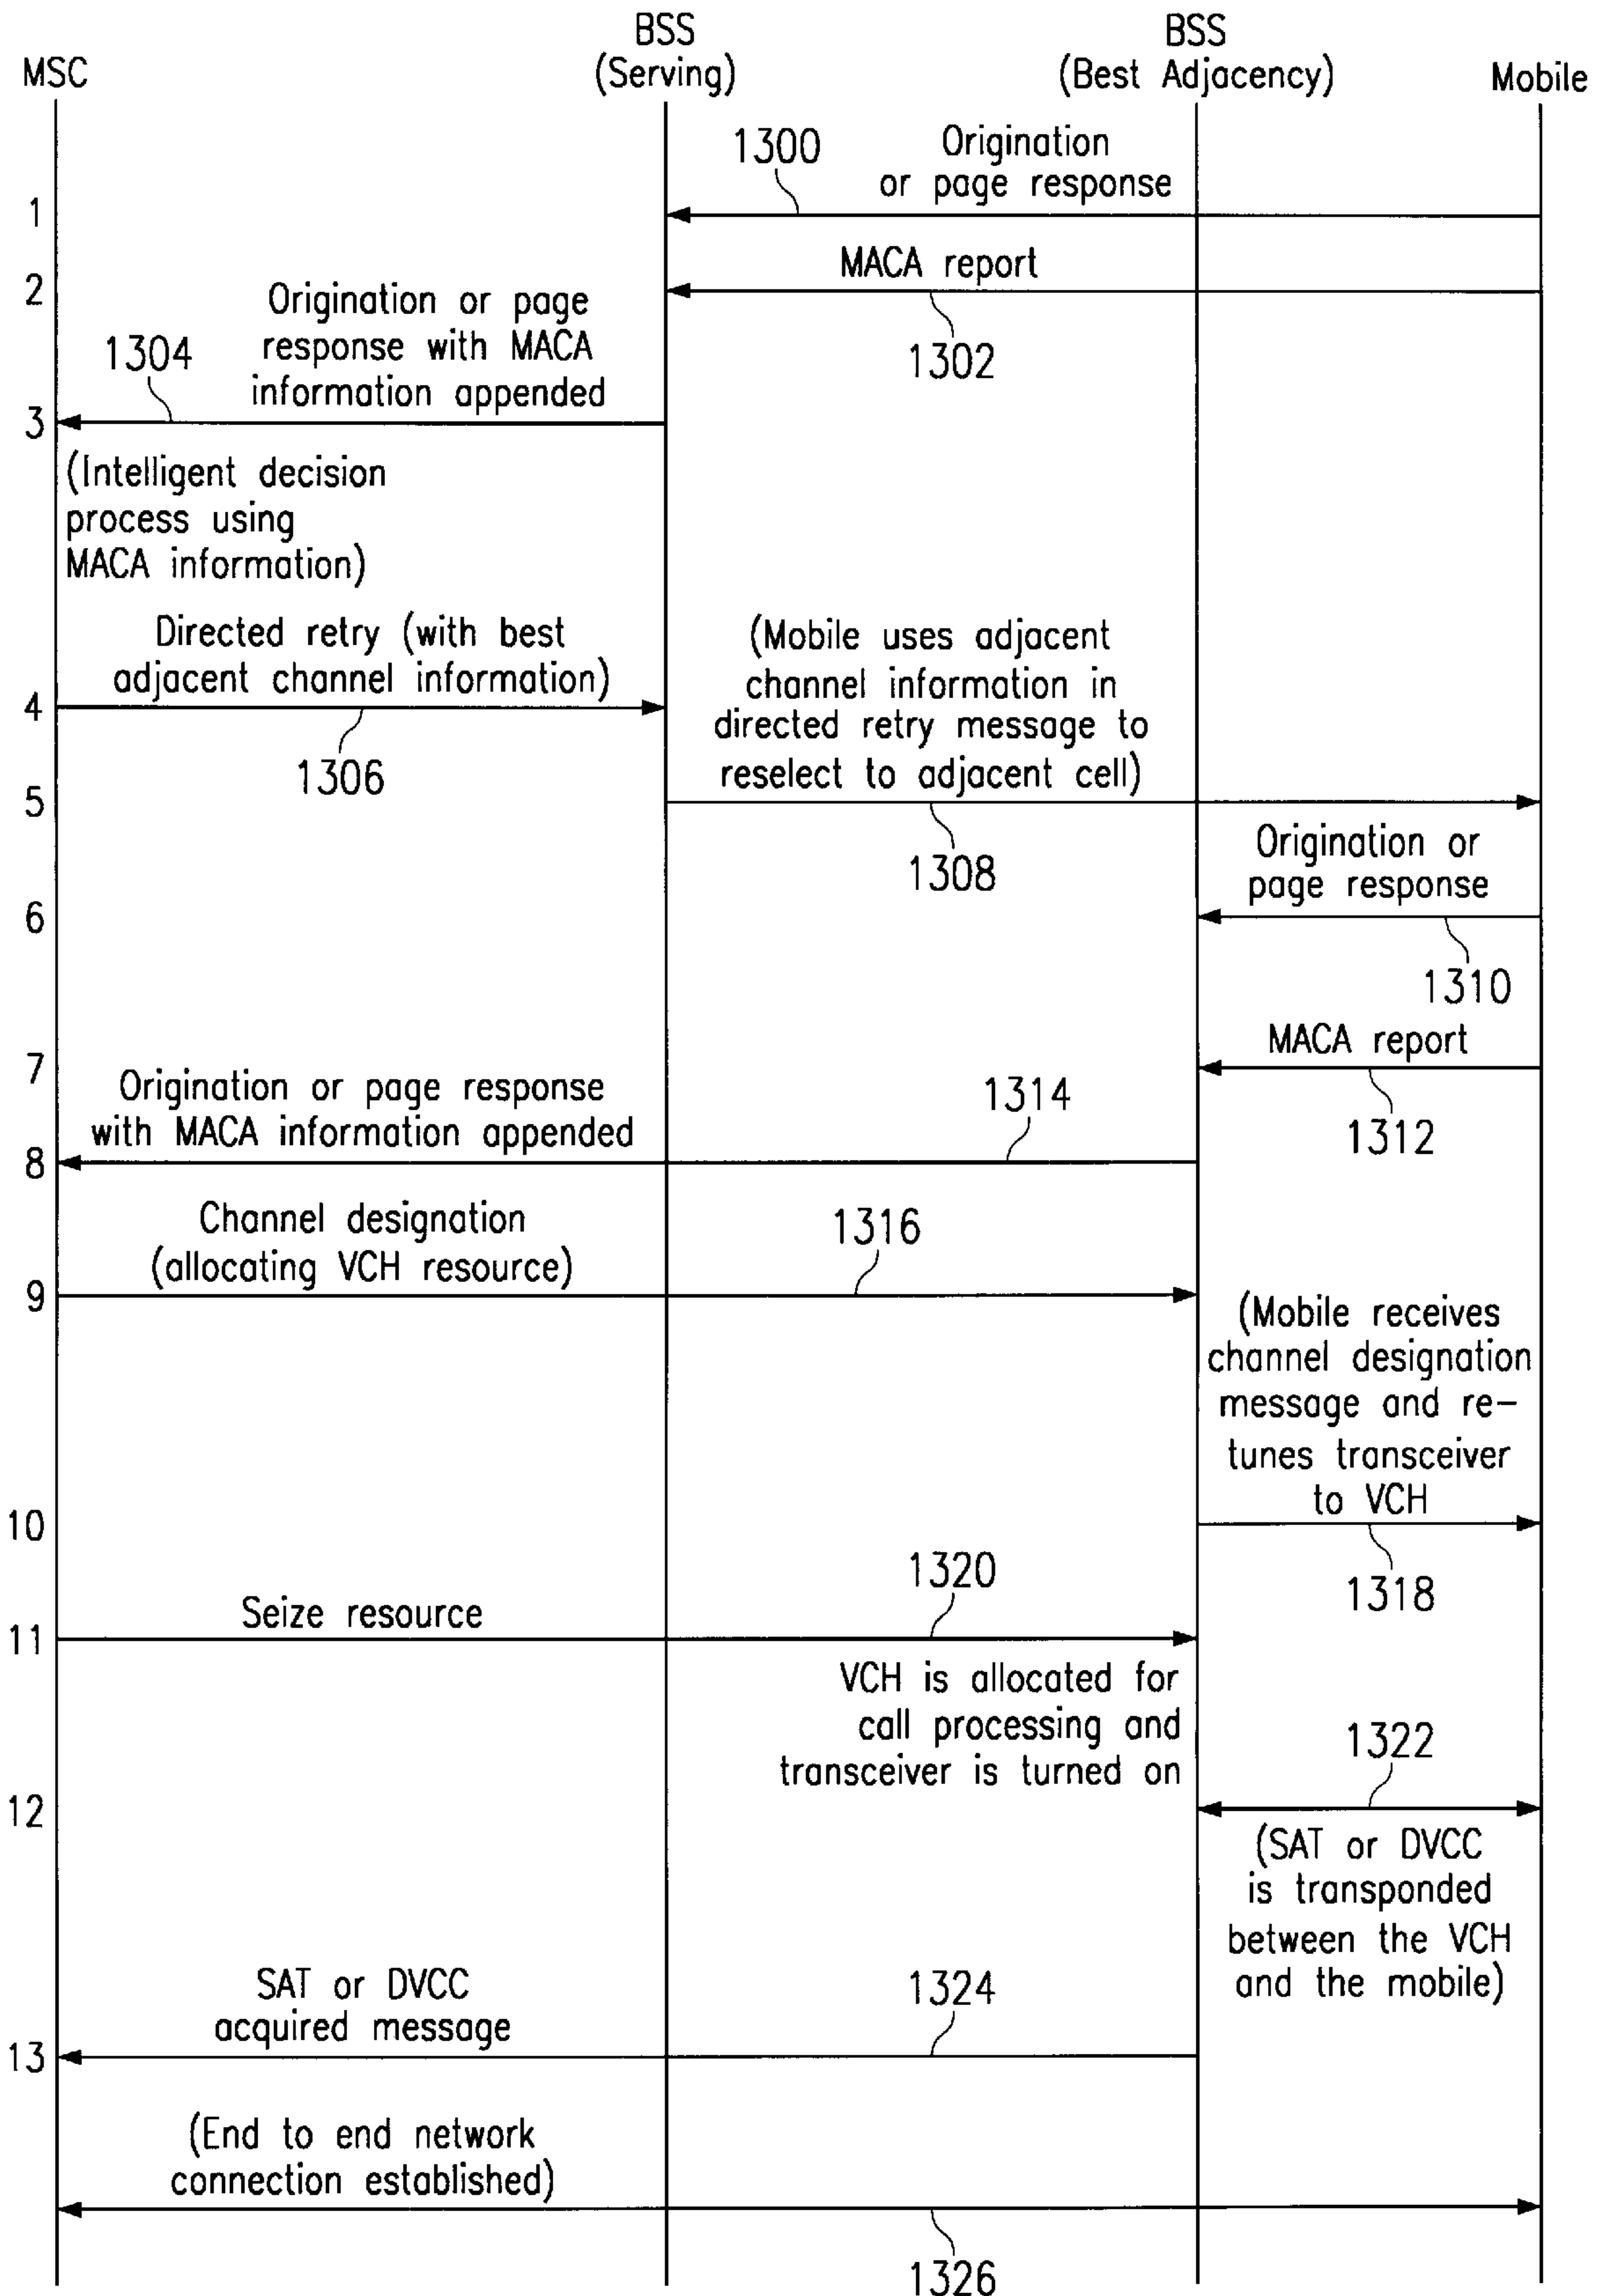 MSC
BSS
(Serving)
BSS
(Best Adjacency)
Mobile
1300
Origination
or page response
1
MACA report
2
1302
Origination or page
response with MACA
information appended
1304
3
(Intelligent decision
process using
MACA information)
Directed retry (with best
adjacent channel information)
4
1306
(Mobile uses adjacent
channel information in
directed retry message to
reselect to adjacent cell)
5
1308
Origination or
page response
6
1310
MACA report
7
1312
Origination or page response
with MACA information appended
1314
8
Channel designation
(allocating VCH resource)
1316
9
(Mobile receives
channel designation
message and re-
tunes transceiver
to VCH
10
1318
Seize resource
1320
11
VCH is allocated for
call processing and
transceiver is turned on
1322
12
(SAT or DVCC
is transponded
between the VCH
and the mobile)
SAT or DVCC
acquired message
1324
13
(End to end network
connection established)
1326